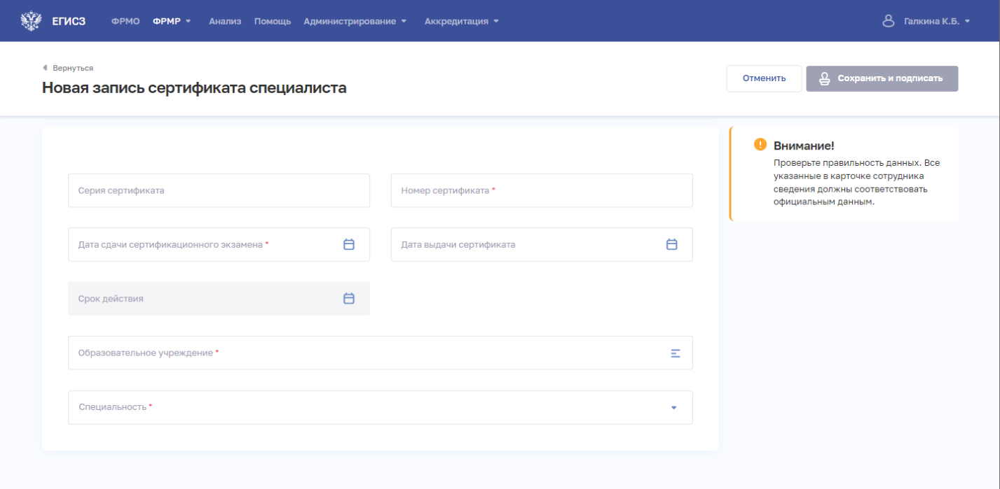 ЕГИСЗ ФРМО ФРМР Анализ Помощь Администрирование Аккредитация Галкина К.Б.
Вернуться
Новая запись сертификата специалиста
Отменить Сохранить и подписать
Серия сертификата Номер сертификата *
Дата сдачи сертификационного экзамена * Дата выдачи сертификата
Срок действия
Образовательное учреждение *
Специальность *
Внимание!
Проверьте правильность данных. Все
указанные в карточке сотрудника
сведения должны соответствовать
официальным данным.